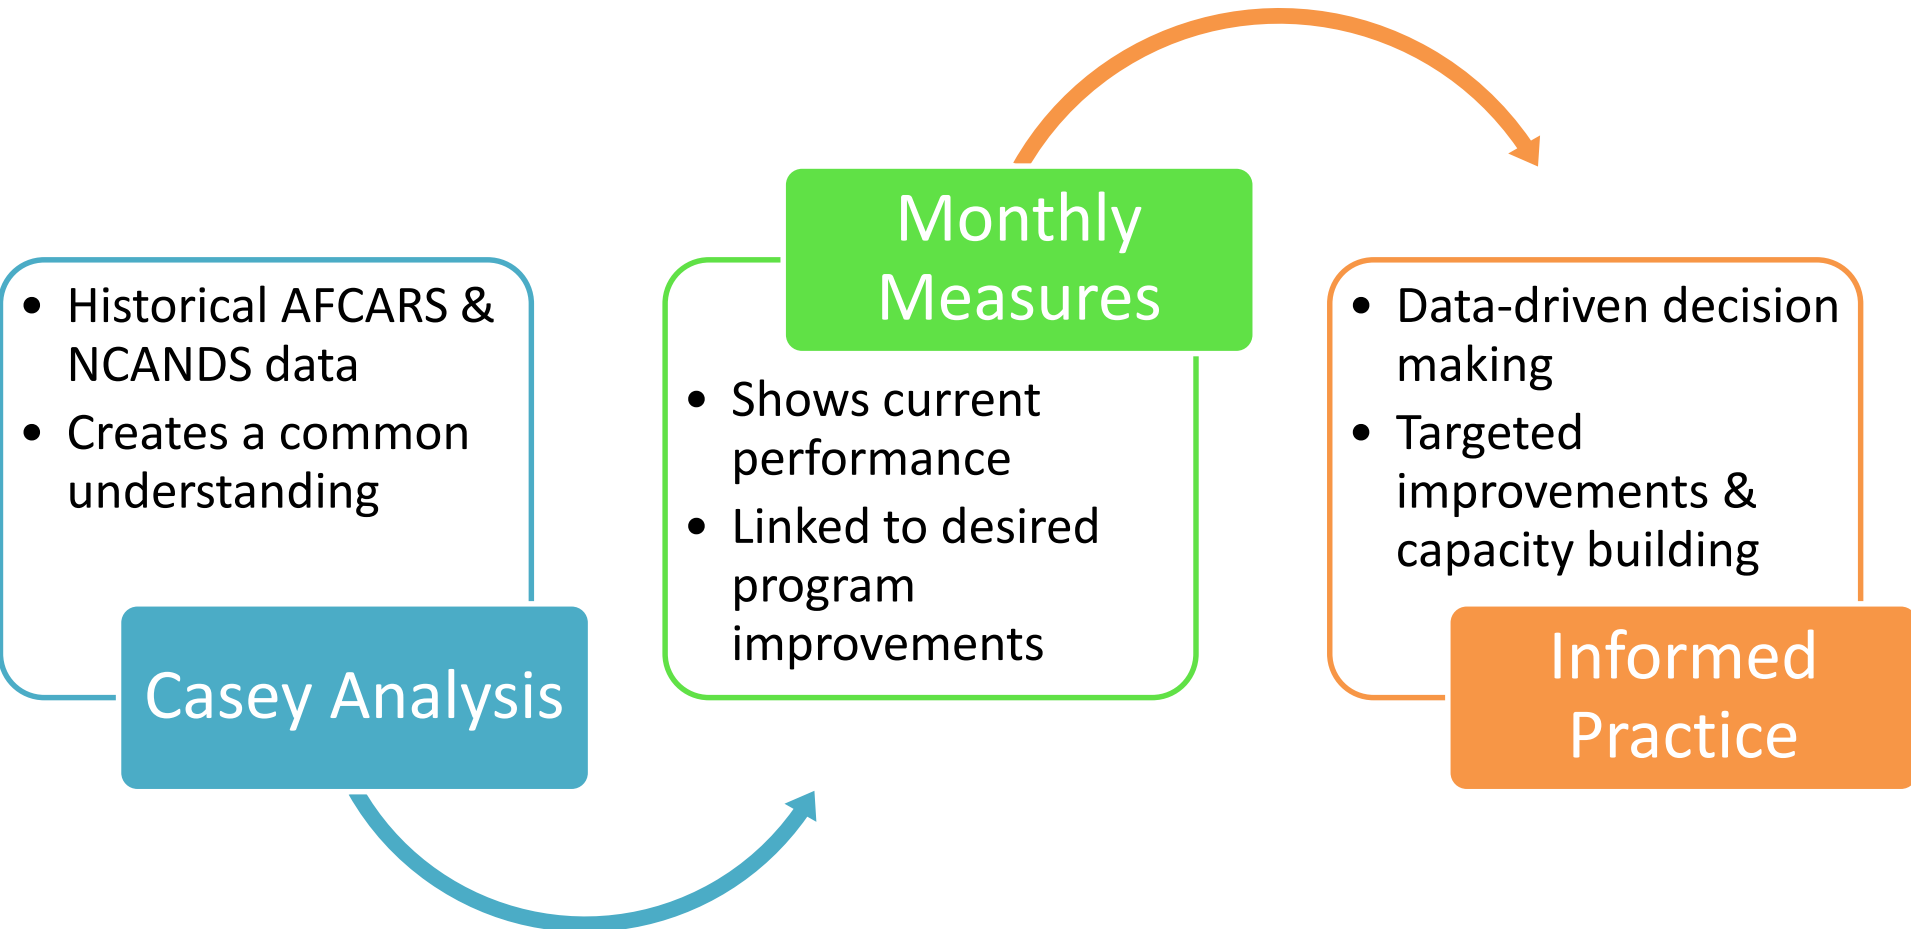 • Historical AFCARS &
NCANDS data
• Creates a common
understanding
Casey Analysis
Monthly
Measures
• Shows current
performance
• Linked to desired
program
improvements
• Data-driven decision
making
• Targeted
improvements &
capacity building
Informed
Practice